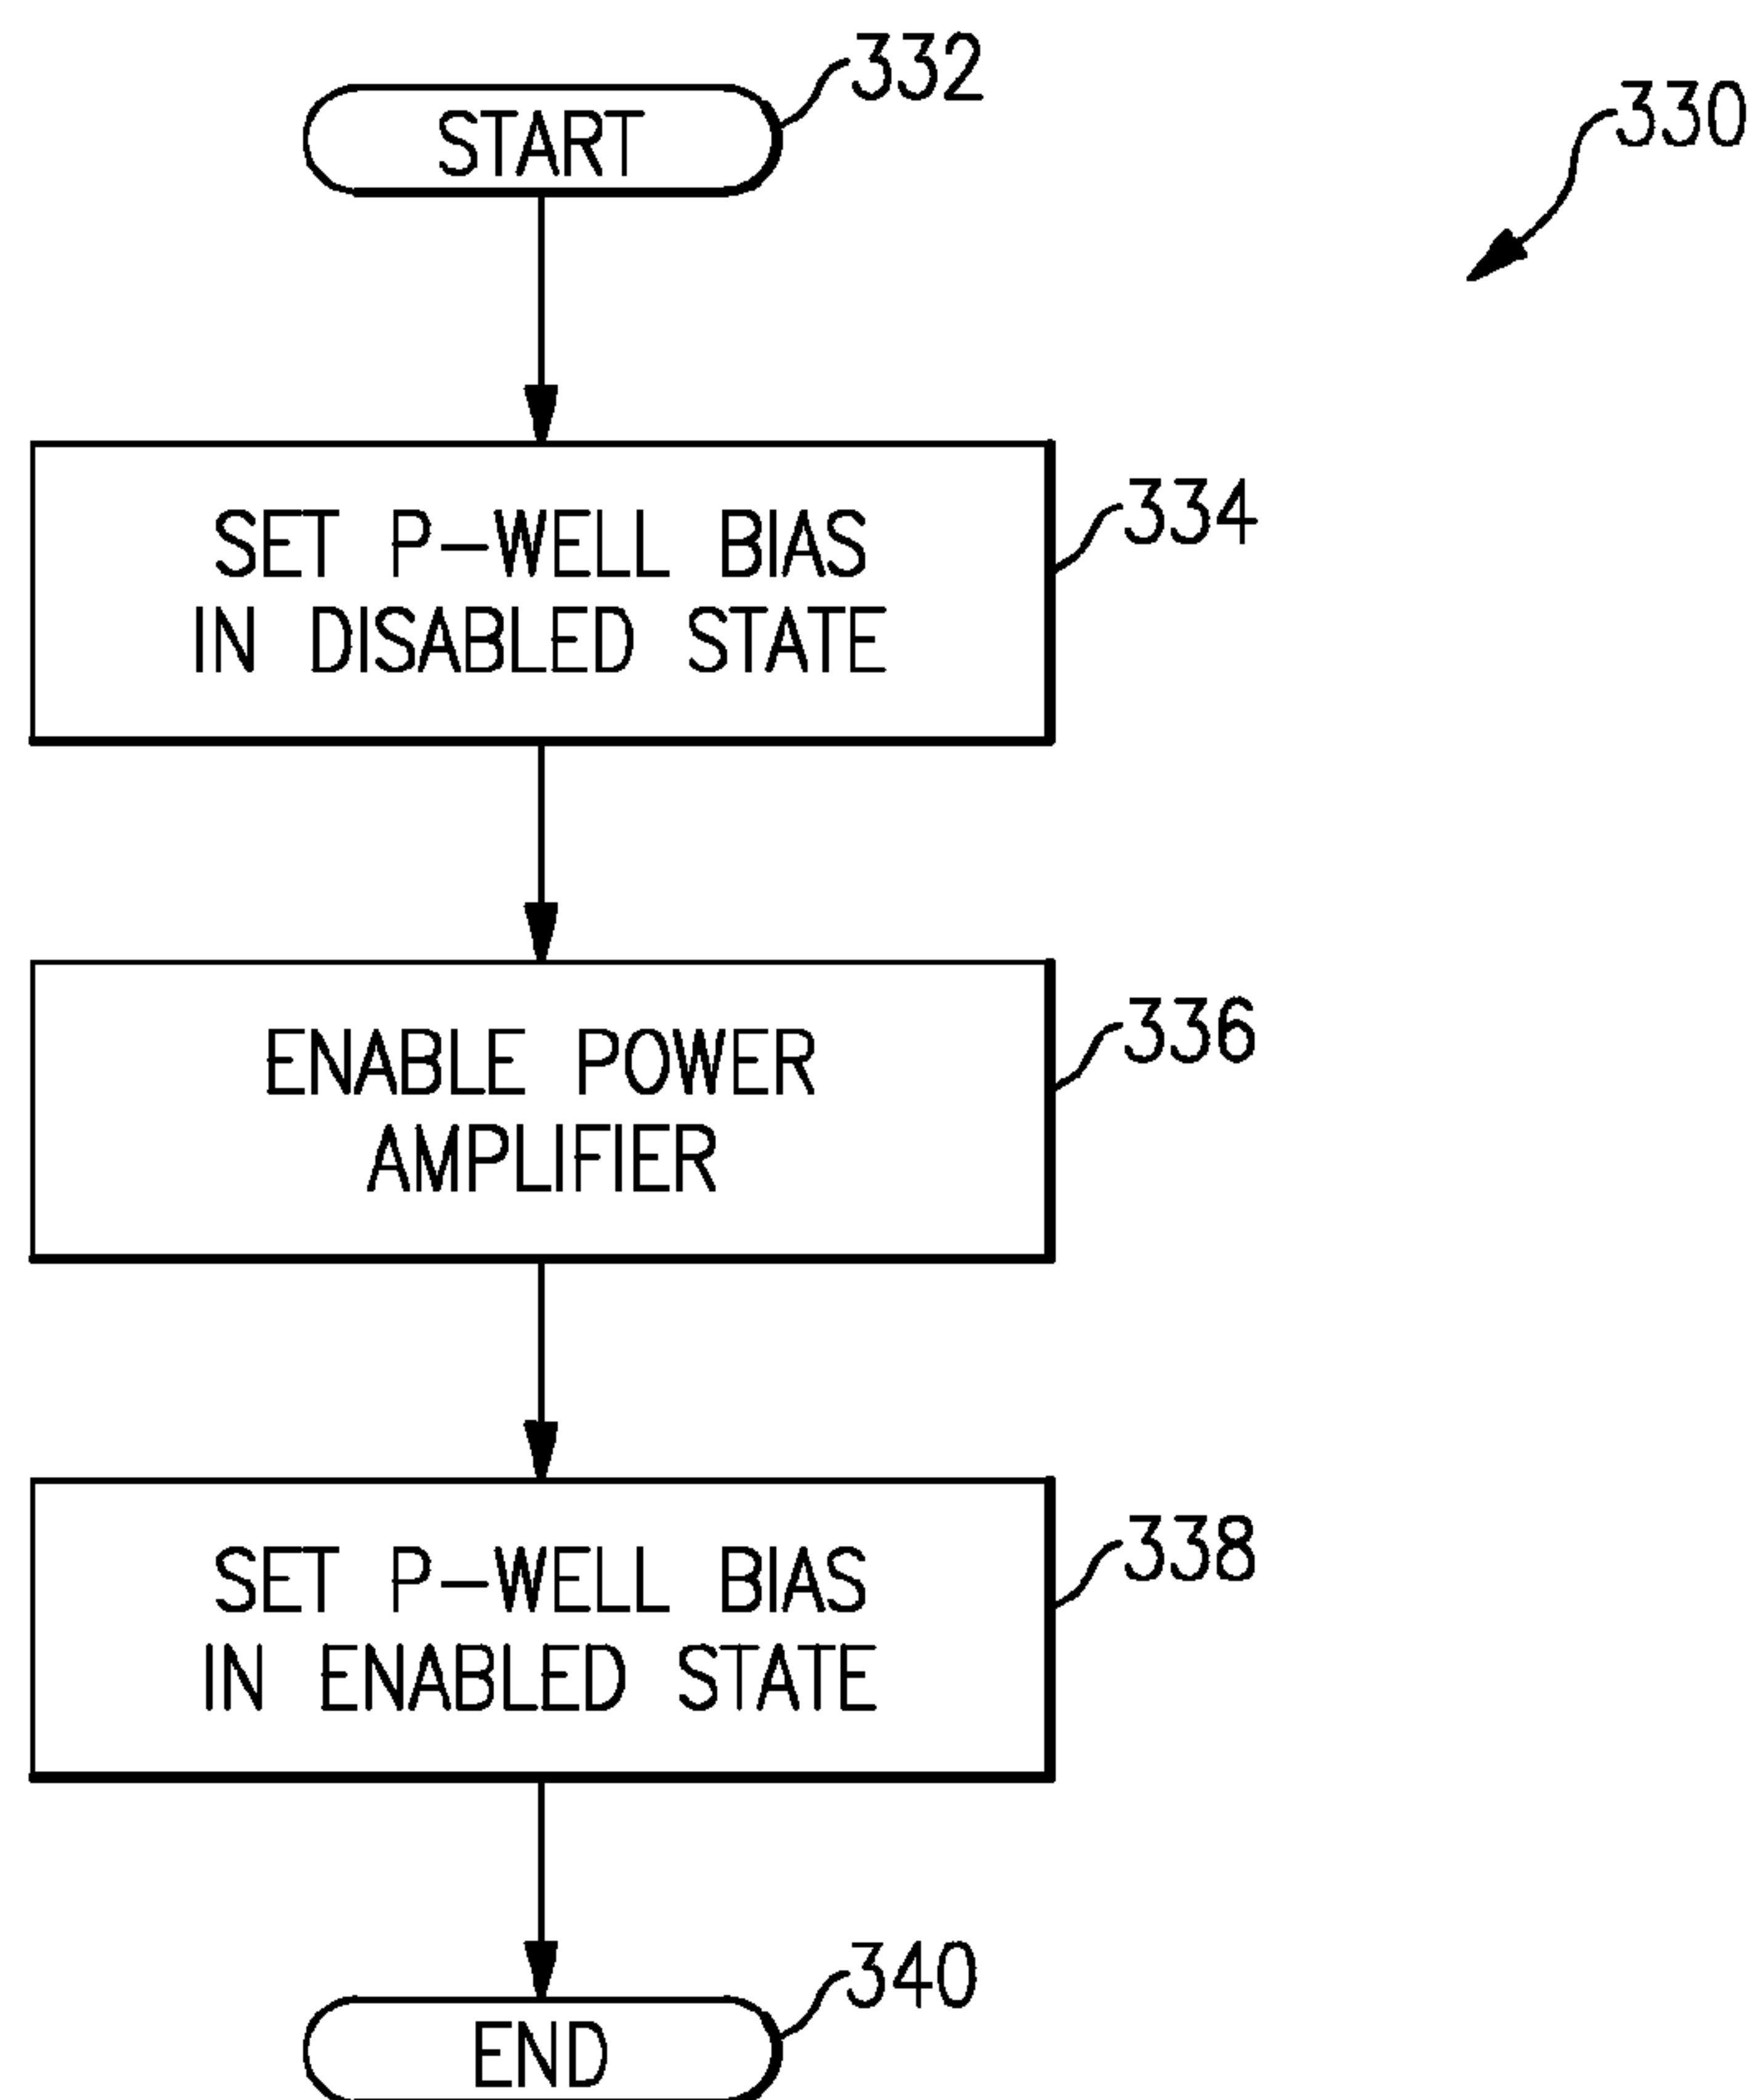 332
START
330
334
SET P-WELL BIAS
IN DISABLED STATE
336
ENABLE POWER
AMPLIFIER
338
SET P-WELL BIAS
IN ENABLED STATE
340
END